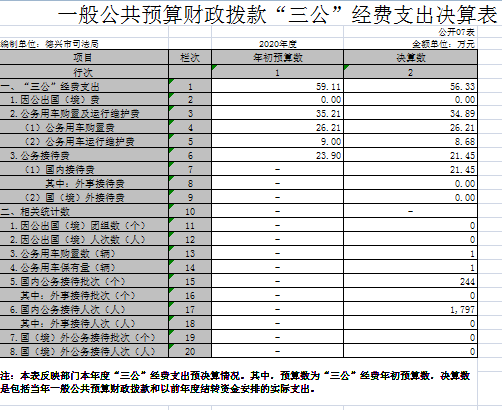 一般公共预算财政拨款“三公”经费支出决算表
公开07表
编制单位：德兴市司法局 2020年度 金额单位：万元
项目 栏次 年初预算数 决算数
行次 1 2
一、“三公”经费支出 1 59.11 56.33
1.因公出国（境）费 2 0.00 0.00
2.公务用车购置及运行维护费 3 35.21 34.89
（1）公务用车购置费 4 26.21 26.21
（2）公务用车运行维护费 5 9.00 8.68
3.公务接待费 6 23.90 21.45
（1）国内接待费 7 － 21.45
其中：外事接待费 8 － 0.00
（2）国（境）外接待费 9 － 0.00
二、相关统计数 10 － －
1.因公出国（境）团组数（个） 11 － 0
2.因公出国（境）人次数（人） 12 － 0
3.公务用车购置数（辆） 13 － 1
4.公务用车保有量（辆） 14 － 1
5.国内公务接待批次（个） 15 － 244
其中：外事接待批次（个） 16 － 0
6.国内公务接待人次（人） 17 － 1,797
其中：外事接待人次（人） 18 － 0
7.国（境）外公务接待批次（个） 19 － 0
8.国（境）外公务接待人次（人） 20 － 0
注：本表反映部门本年度“三公”经费支出预决算情况。其中，预算数为“三公”经费年初预算数，决算数
是包括当年一般公共预算财政拨款和以前年度结转资金安排的实际支出。